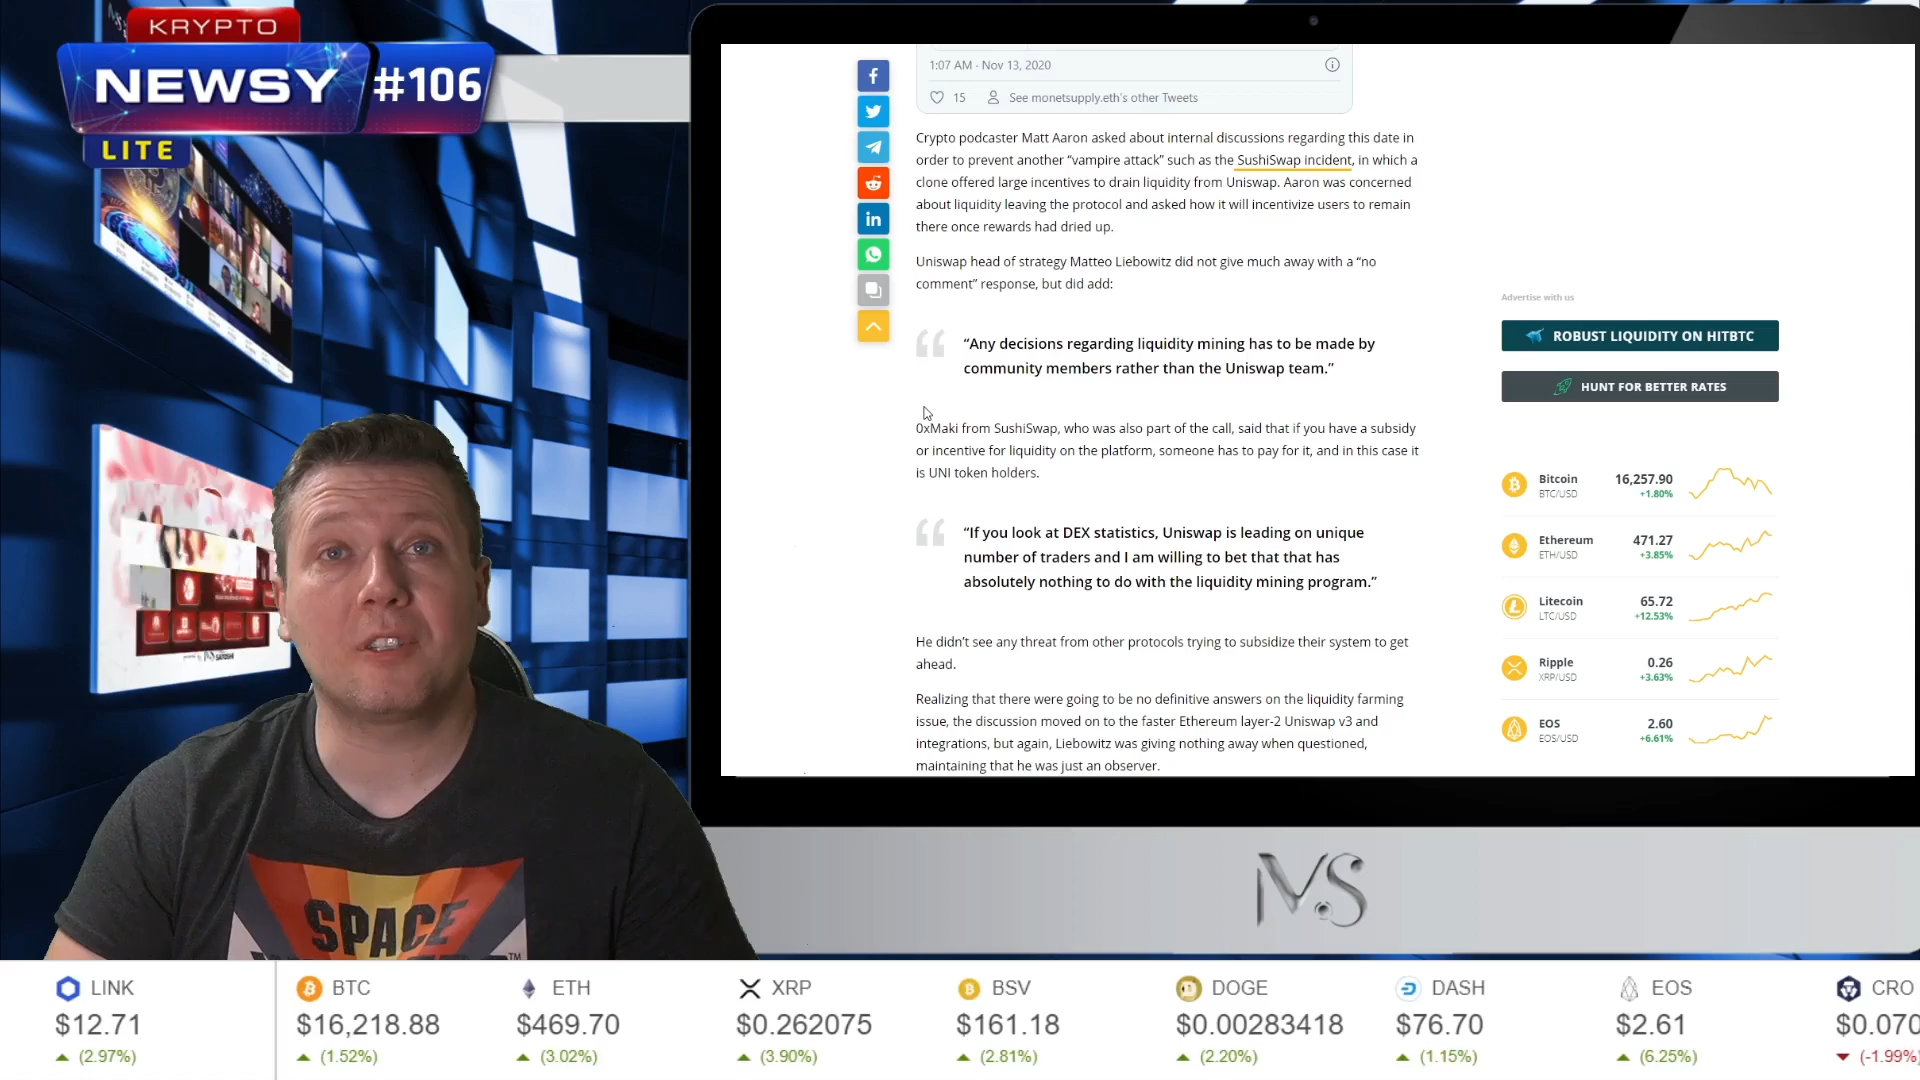 KRYPTO
NEWSY #106
LITE
1:07 AM · Nov 13, 2020
15 See monetsupply.eth's other Tweets
Crypto podcaster Matt Aaron asked about internal discussions regarding this date in
order to prevent another “vampire attack” such as the SushiSwap incident, in which a
clone offered large incentives to drain liquidity from Uniswap. Aaron was concerned
about liquidity leaving the protocol and asked how it will incentivize users to remain
there once rewards had dried up.
Uniswap head of strategy Matteo Liebowitz did not give much away with a “no
comment” response, but did add:
“Any decisions regarding liquidity mining has to be made by
community members rather than the Uniswap team.”
0xMaki from SushiSwap, who was also part of the call, said that if you have a subsidy
or incentive for liquidity on the platform, someone has to pay for it, and in this case it
is UNI token holders.
“If you look at DEX statistics, Uniswap is leading on unique
number of traders and I am willing to bet that that has
absolutely nothing to do with the liquidity mining program.”
He didn’t see any threat from other protocols trying to subsidize their system to get
ahead.
Realizing that there were going to be no definitive answers on the liquidity farming
issue, the discussion moved on to the faster Ethereum layer-2 Uniswap v3 and
integrations, but again, Liebowitz was giving nothing away when questioned,
maintaining that he was just an observer.
Advertise with us
ROBUST LIQUIDITY ON HITBTC
HUNT FOR BETTER RATES
Bitcoin 16,257.90
BTC/USD +1.80%
Ethereum 471.27
ETH/USD +3.85%
Litecoin 65.72
LTC/USD +12.53%
Ripple 0.26
XRP/USD +3.63%
EOS 2.60
EOS/USD +6.61%
MS
SPACE
LINK BTC ETH XRP BSV DOGE DASH EOS CRO
$12.71 $16,218.88 $469.70 $0.262075 $161.18 $0.00283418 $76.70 $2.61 $0.070
(2.97%) (1.52%) (3.02%) (3.90%) (2.81%) (2.20%) (1.15%) (6.25%) (-1.99%)